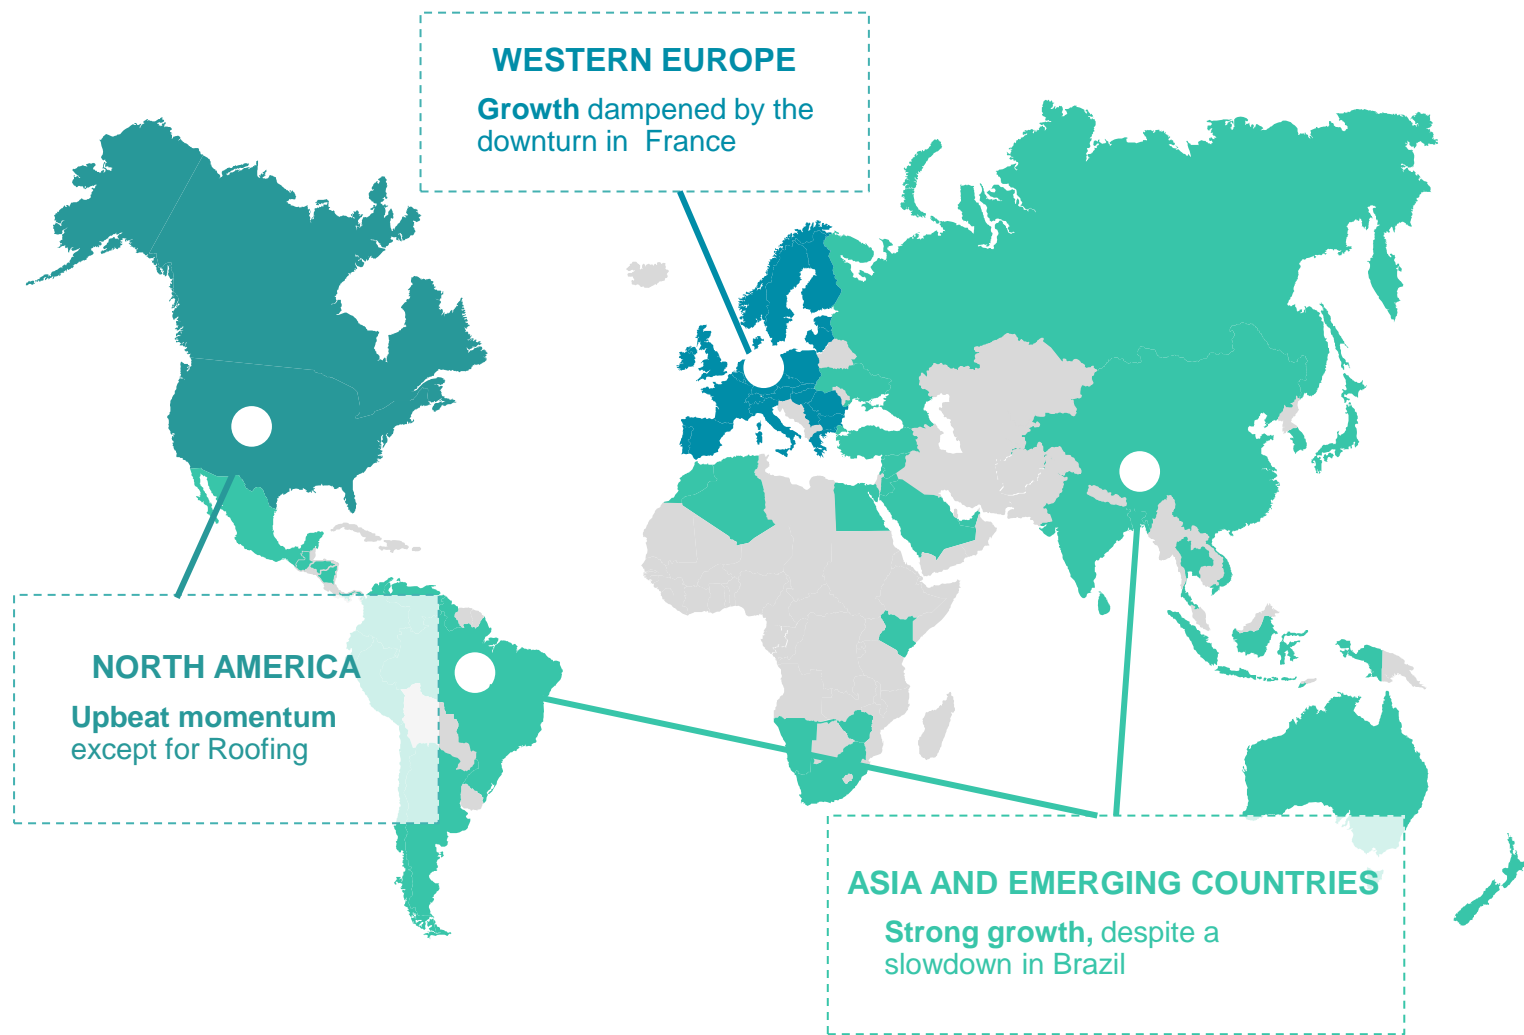 WESTERN EUROPE
Growth dampened by the
downturn in France
NORTH AMERICA
Upbeat momentum
except for Roofing
ASIA AND EMERGING COUNTRIES
Strong growth, despite a
slowdown in Brazil